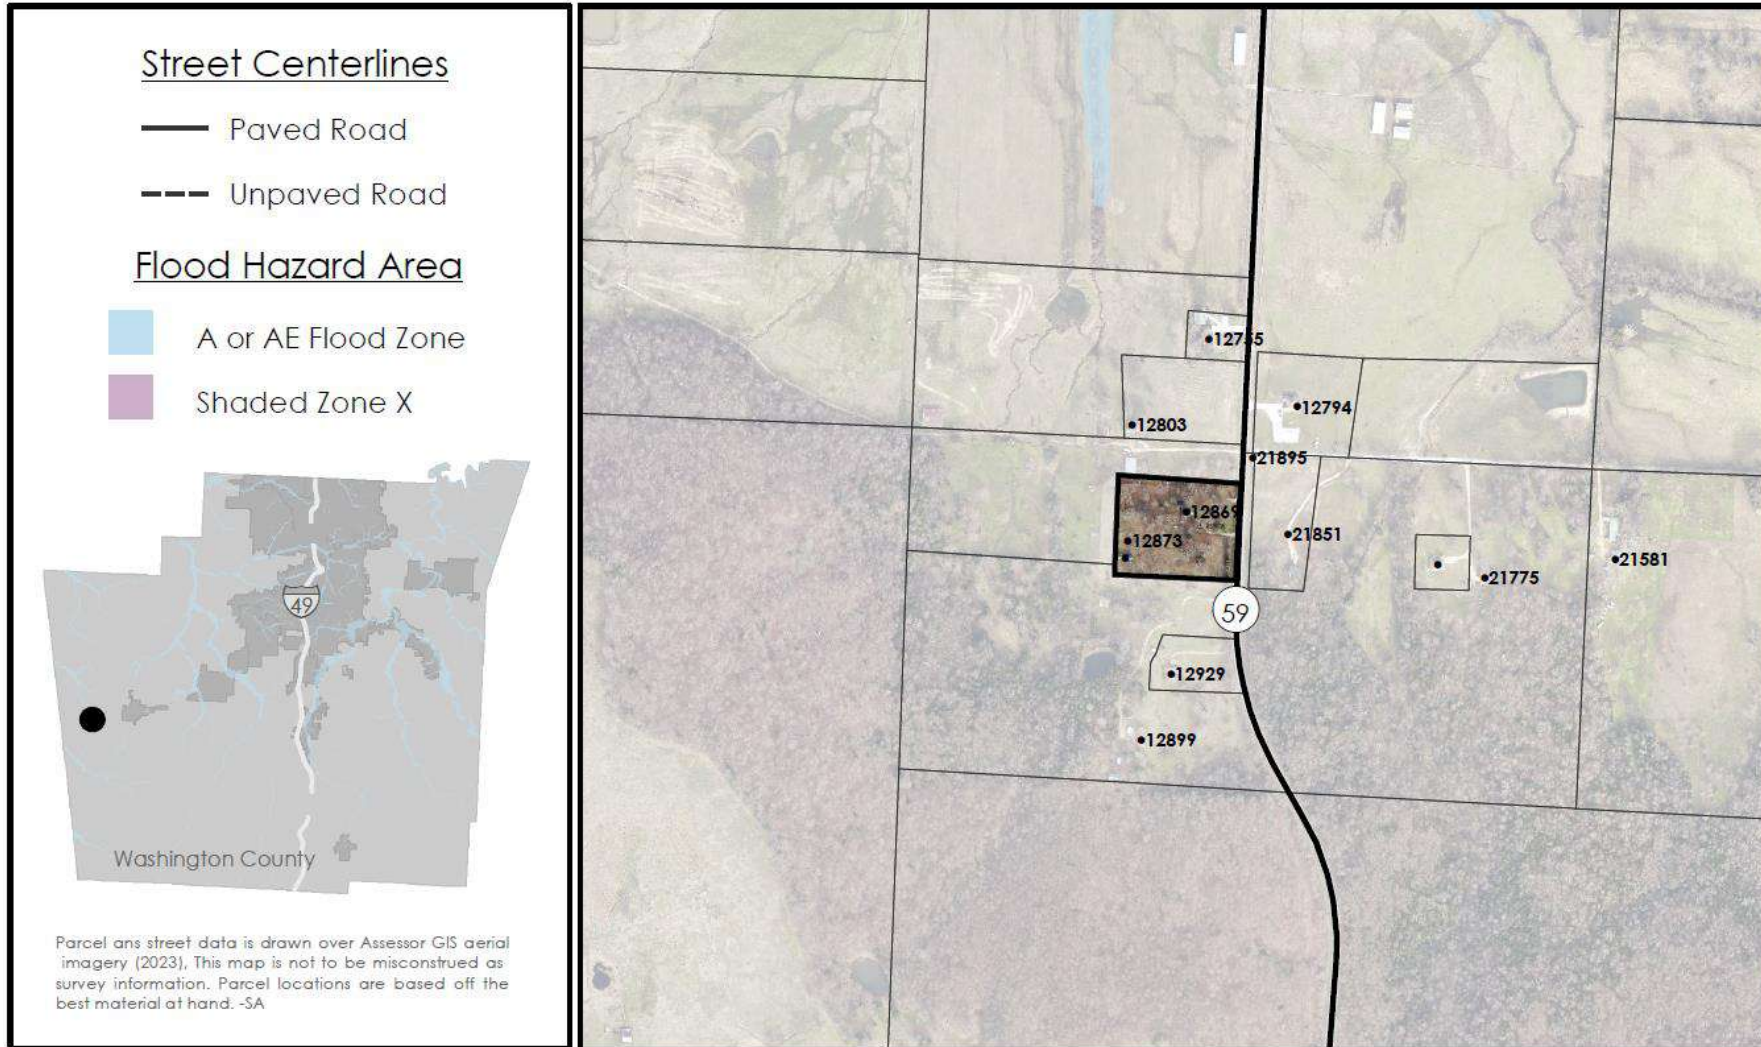 Street Centerlines
Paved Road
Unpaved Road
Flood Hazard Area
A or AE Flood Zone
Shaded Zone X
49
Washington County
Parcel ans street data is drawn over Assessor GIS aerial
imagery (2023), This map is not to be misconstrued as
survey information. Parcel locations are based off the
best material at hand. -SA
12755
12794
12803
21895
12869
12873
21851
21581
21775
59
12929
12899